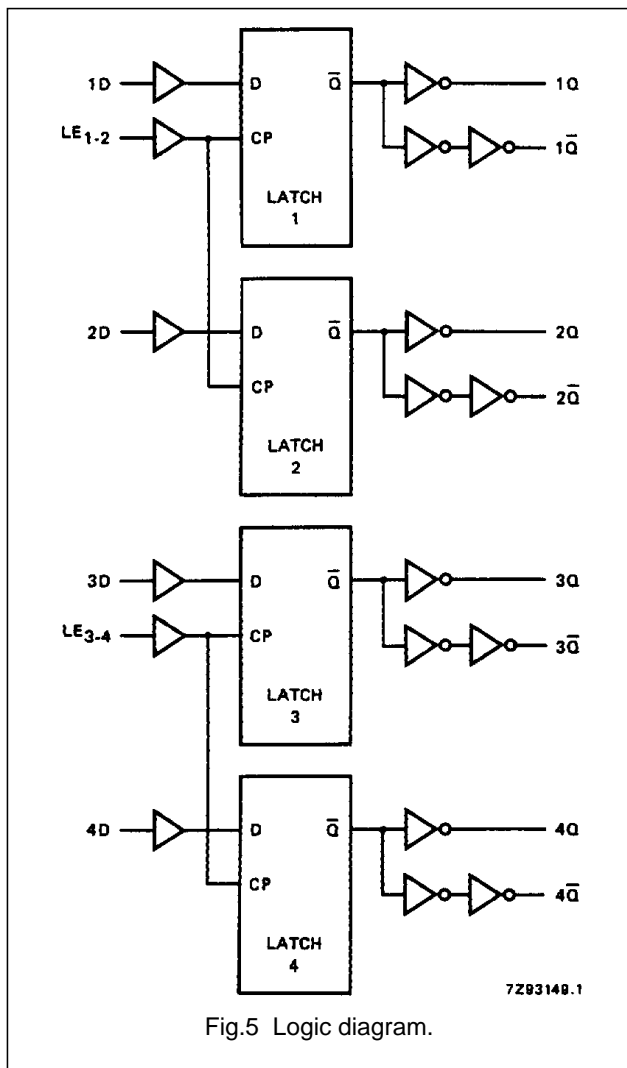 1D D Q̅ 1Q
LE1-2 CP 1Q̅
LATCH
1
2D D Q̅ 2Q
CP 2Q̅
LATCH
2
3D D Q̅ 3Q
LE3-4 CP 3Q̅
LATCH
3
4D D Q̅ 4Q
CP 4Q̅
LATCH
4
7Z93149.1
Fig.5 Logic diagram.